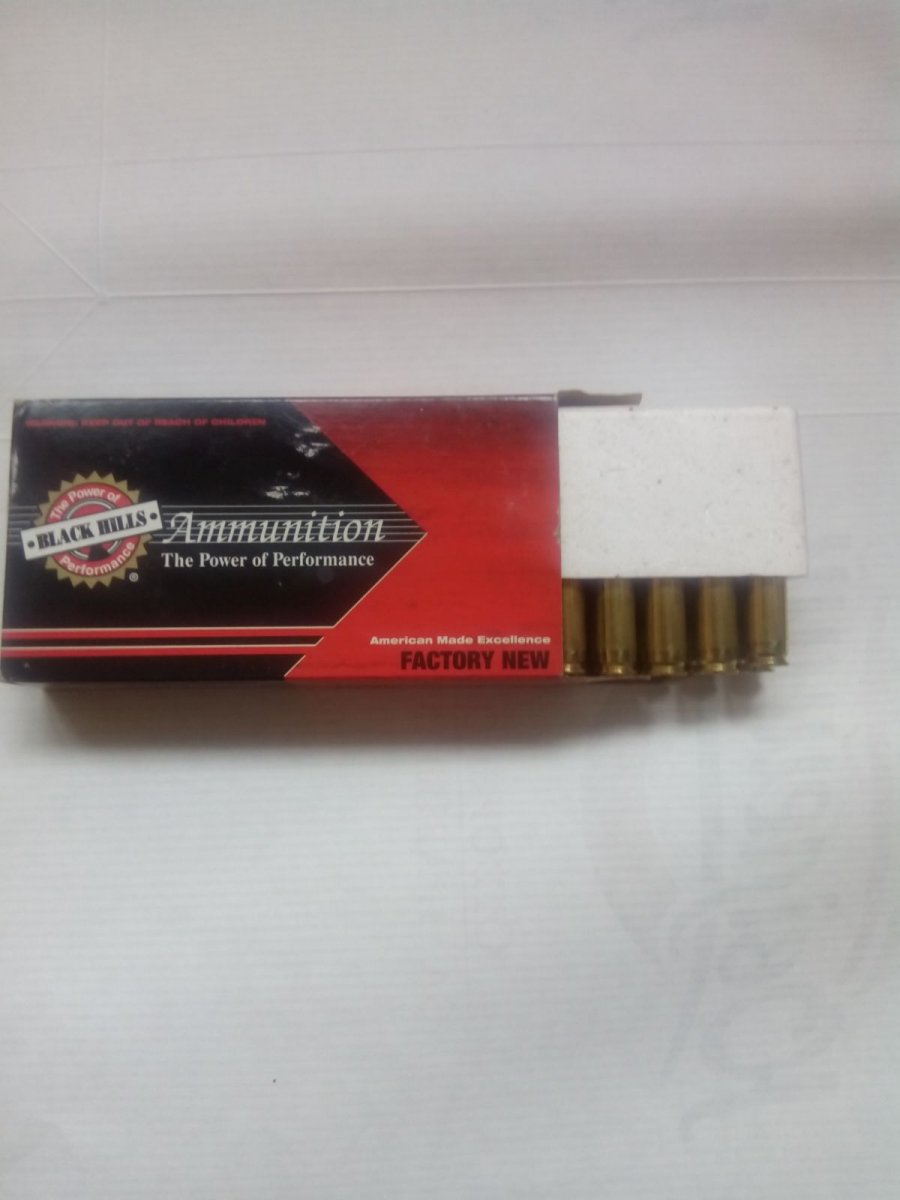 WARNING: KEEP OUT OF REACH OF CHILDREN
The Power of
·BLACK HILLS·
Performance
®
Ammunition
The Power of Performance
American Made Excellence
FACTORY NEW